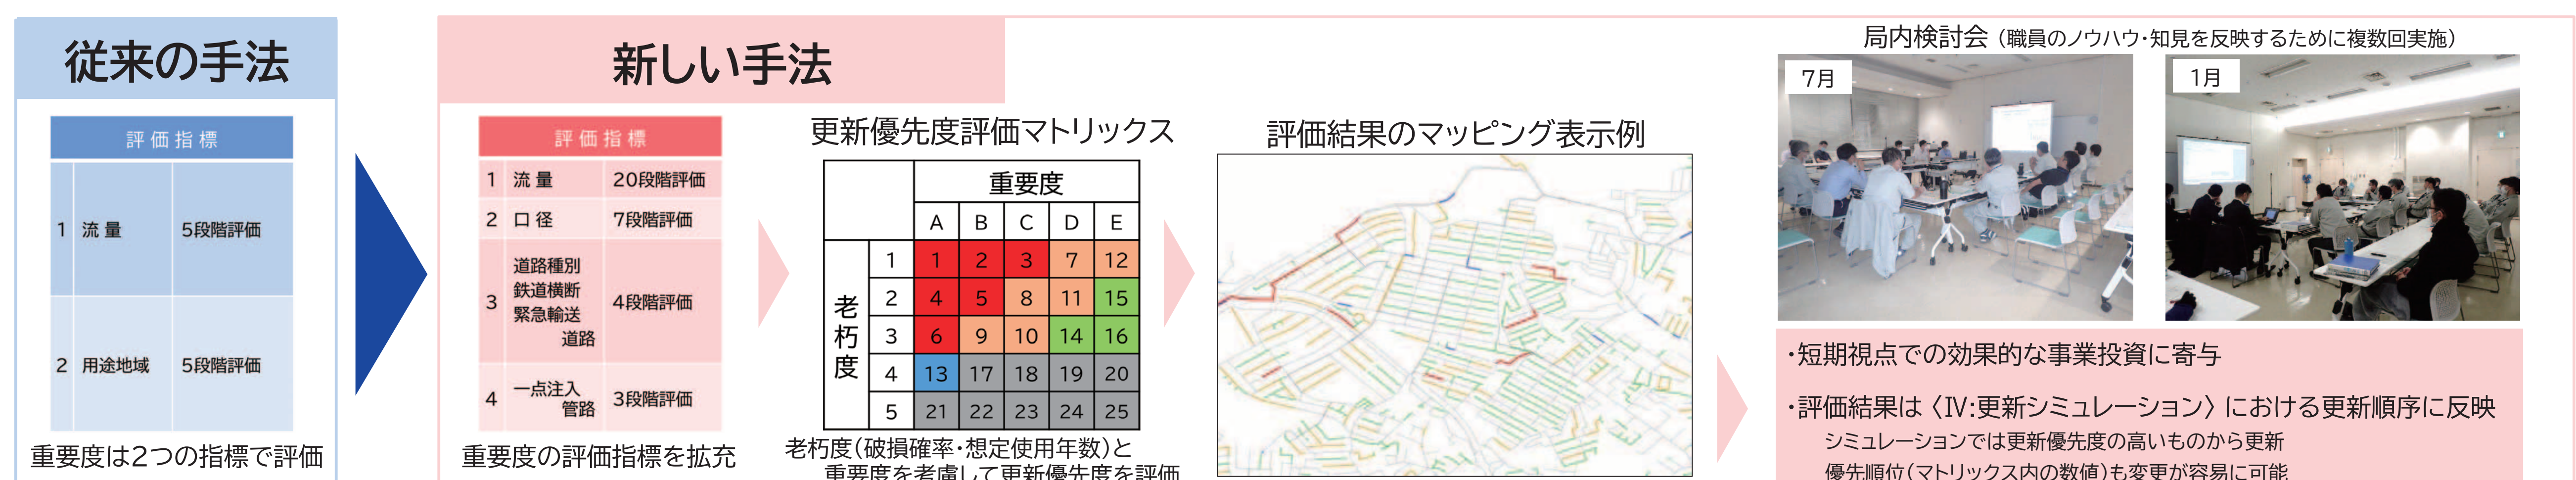 従来の手法
評価指標
1 流量 5段階評価
2 用途地域 5段階評価
重要度は2つの指標で評価
新しい手法
評価指標
1 流量 20段階評価
2 口径 7段階評価
3 道路種別 鉄道横断 緊急輸送道路 4段階評価
4 一点注入管路 3段階評価
重要度の評価指標を拡充
更新優先度評価マトリックス
重要度
A B C D E
老朽度
1 1 2 3 7 12
2 4 5 8 11 15
3 6 9 10 14 16
4 13 17 18 19 20
5 21 22 23 24 25
老朽度(破損確率・想定使用年数)と
重要度を考慮して更新優先度を評価
評価結果のマッピング表示例
局内検討会(職員のノウハウ・知見を反映するために複数回実施)
7月
1月
・短期視点での効果的な事業投資に寄与
・評価結果は〈Ⅳ:更新シミュレーション〉における更新順序に反映
シミュレーションでは更新優先度の高いものから更新
優先順位(マトリックス内の数値)も変更が容易に可能